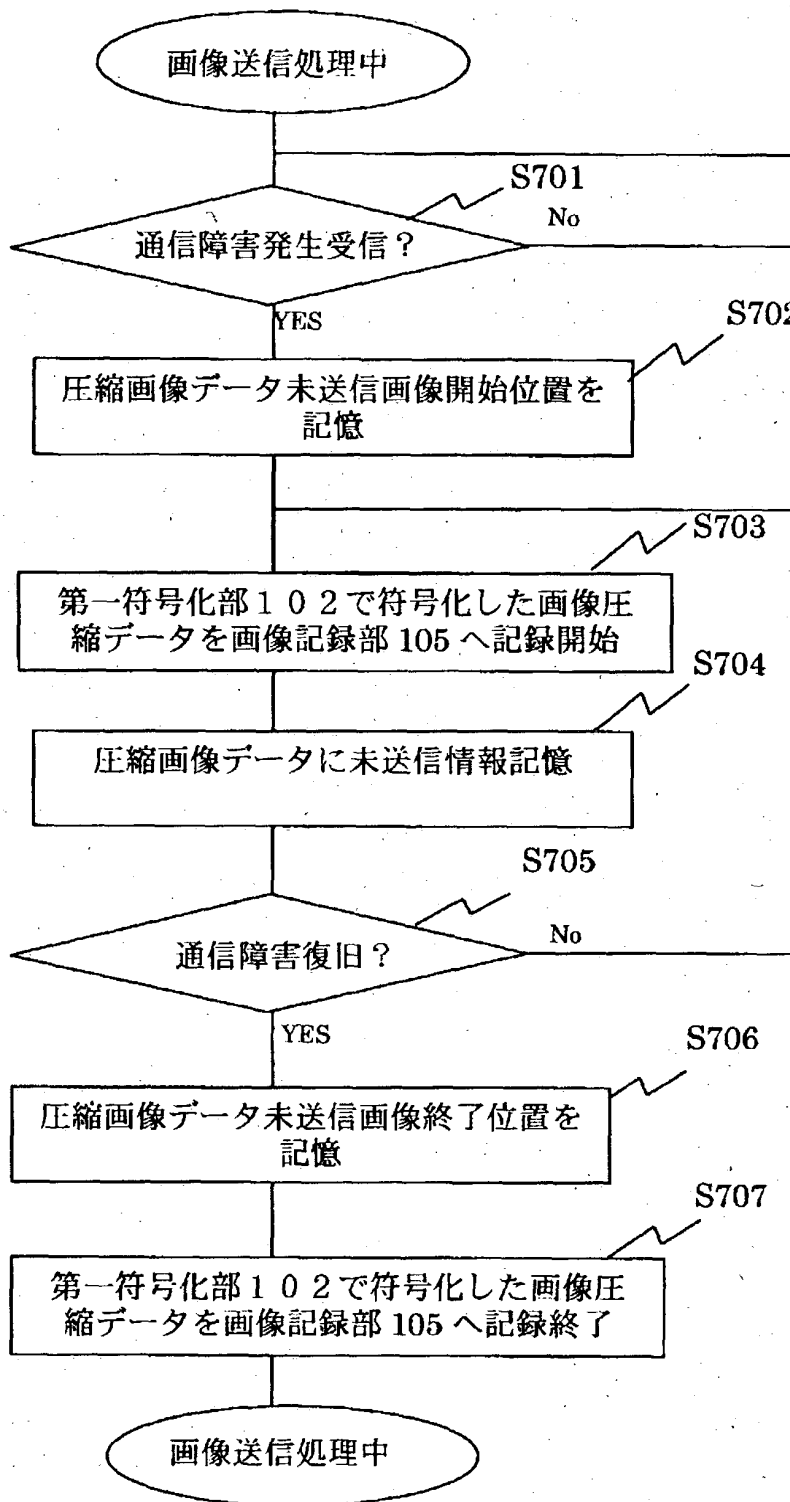 画像送信処理中
S701
通信障害発生受信？
No
YES
S702
圧縮画像データ未送信画像開始位置を
記憶
S703
第一符号化部１０２で符号化した画像圧
縮データを画像記録部 105 へ記録開始
S704
圧縮画像データに未送信情報記憶
S705
通信障害復旧？
No
YES
S706
圧縮画像データ未送信画像終了位置を
記憶
S707
第一符号化部１０２で符号化した画像圧
縮データを画像記録部 105 へ記録終了
画像送信処理中